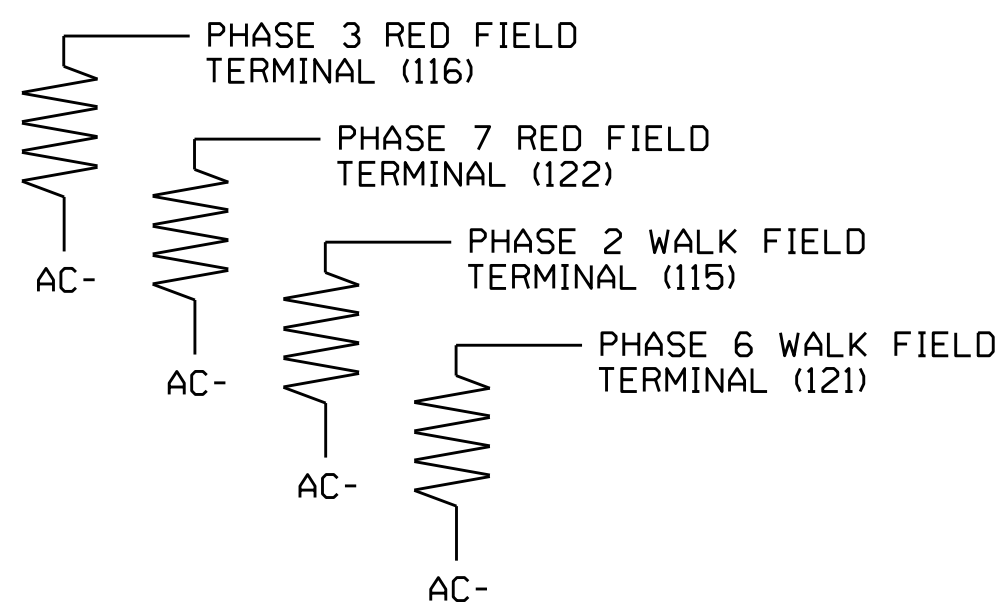 PHASE 3 RED FIELD
TERMINAL (116)
AC-
PHASE 7 RED FIELD
TERMINAL (122)
AC-
PHASE 2 WALK FIELD
TERMINAL (115)
AC-
PHASE 6 WALK FIELD
TERMINAL (121)
AC-